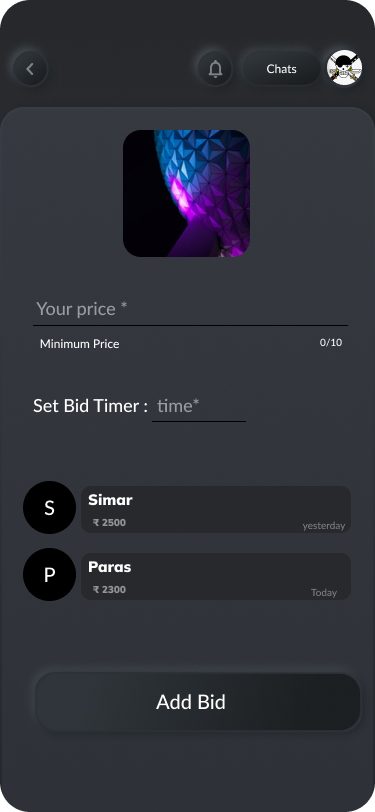 Chats
Your price *
Minimum Price 0/10
Set Bid Timer : time*
S
Simar
₹ 2500
yesterday
P
Paras
₹ 2300
Today
Add Bid